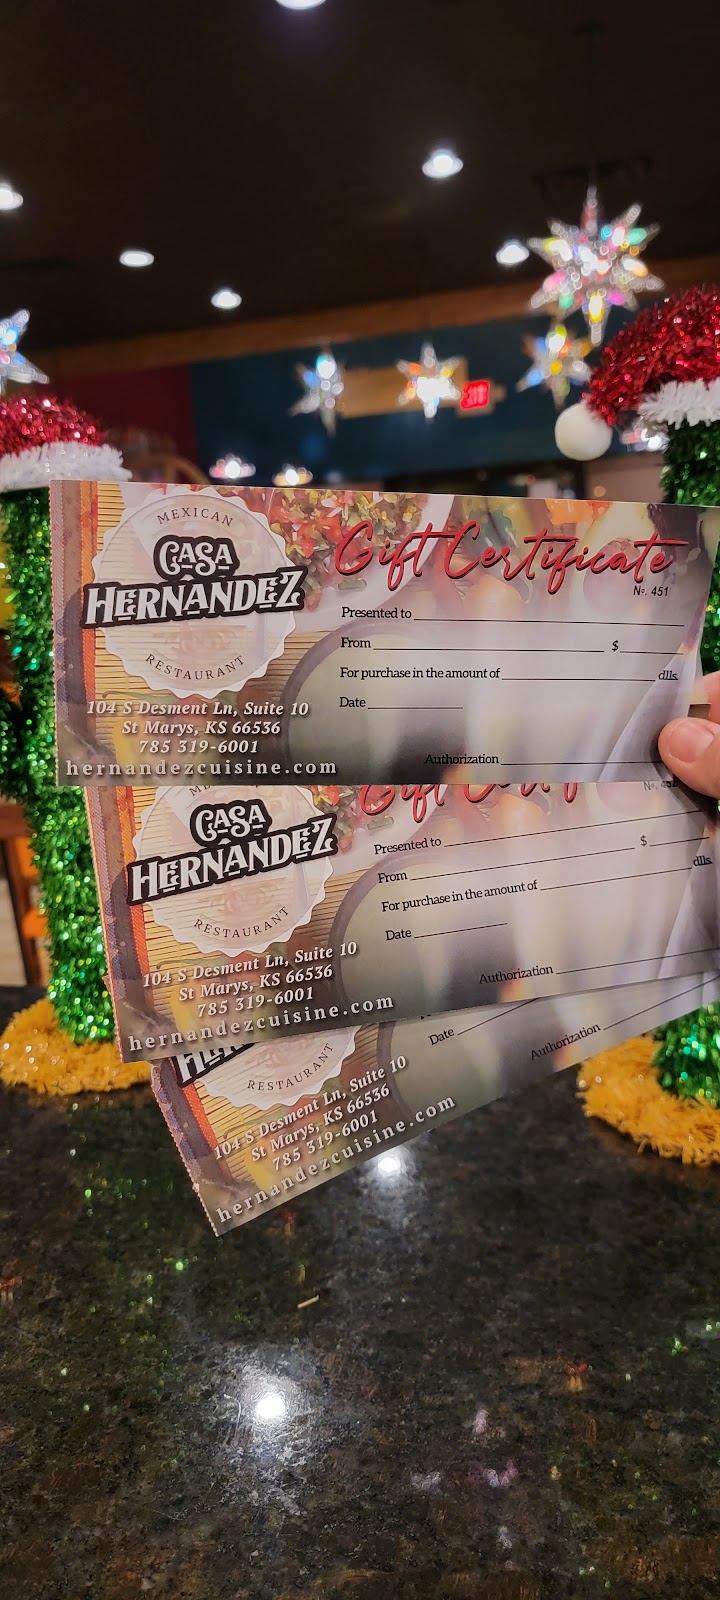 MEXICAN
CASA
HERNANDEZ
RESTAURANT
104 S Desment Ln, Suite 10
St Marys, KS 66536
785 319-6001
hernandezcuisine.com
Gift Certificate
No. 451
Presented to
From $
For purchase in the amount of dlls.
Date
Authorization
CASA
HERNANDEZ
RESTAURANT
104 S Desment Ln, Suite 10
St Marys, KS 66536
785 319-6001
hernandezcuisine.com
Presented to
From $
For purchase in the amount of dlls.
Date
Authorization
RESTAURANT
104 S Desment Ln, Suite 10
St Marys, KS 66536
785 319-6001
hernandezcuisine.com
Date
Authorization